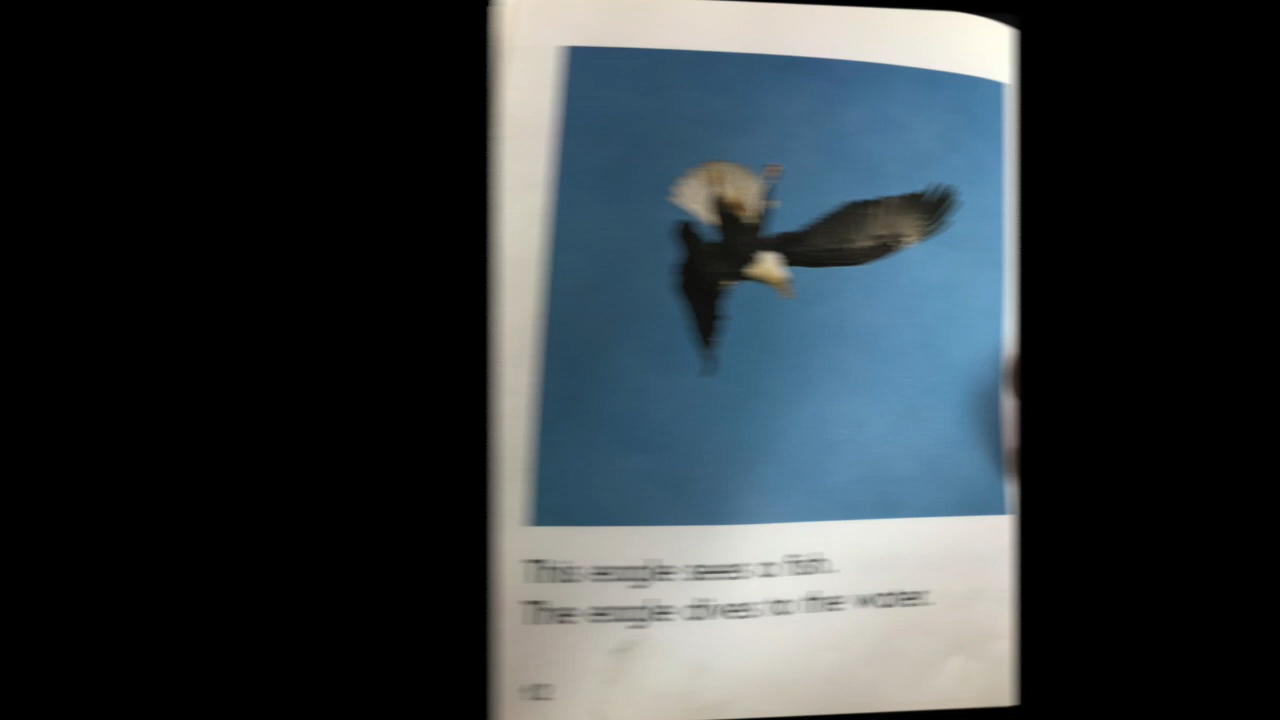 This eagle sees a fish.
The eagle dives to the water.